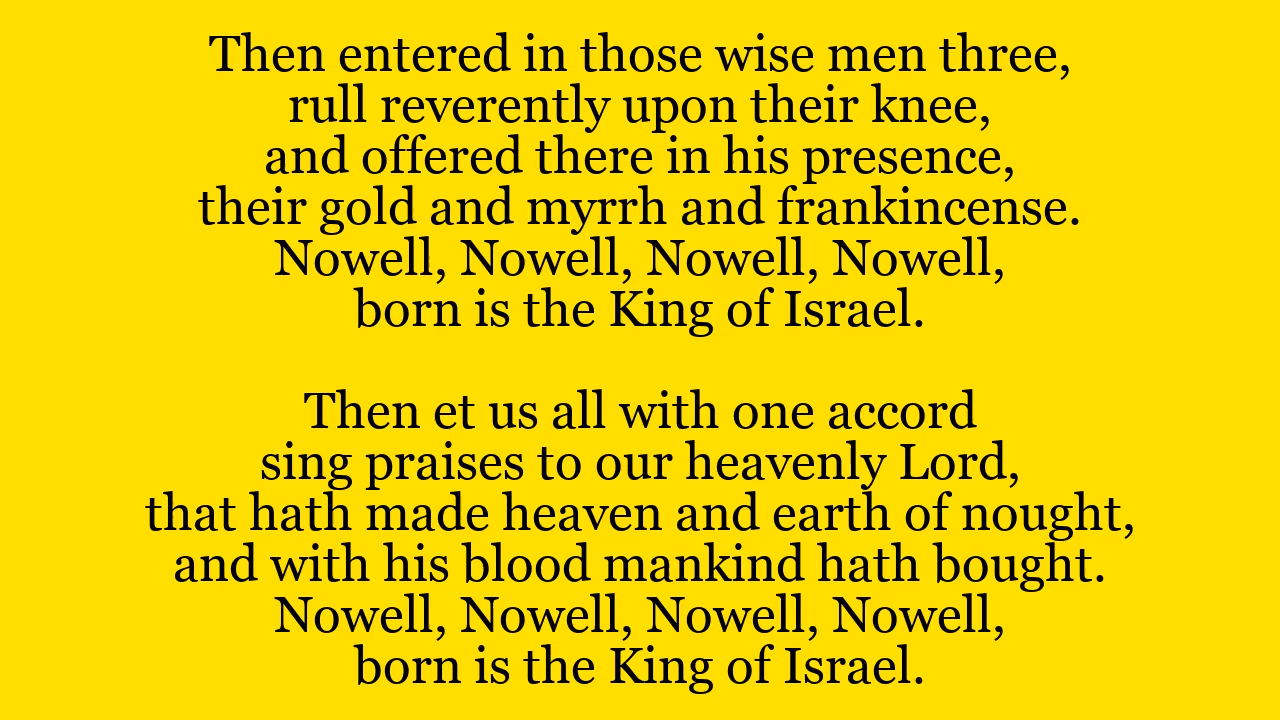 Then entered in those wise men three,
rull reverently upon their knee,
and offered there in his presence,
their gold and myrrh and frankincense.
Nowell, Nowell, Nowell, Nowell,
born is the King of Israel.
Then et us all with one accord
sing praises to our heavenly Lord,
that hath made heaven and earth of nought,
and with his blood mankind hath bought.
Nowell, Nowell, Nowell, Nowell,
born is the King of Israel.